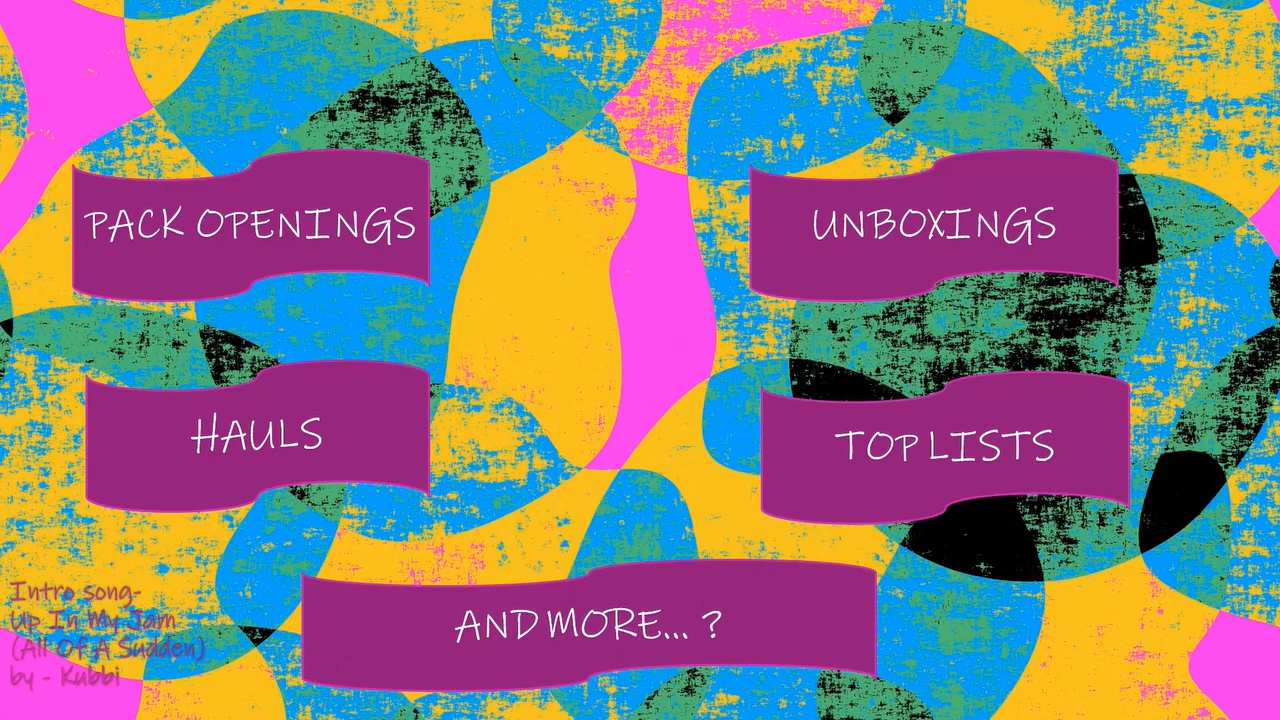 PACK OPENINGS
UNBOXINGS
HAULS
TOP LISTS
AND MORE... ?
Intro song-
Up In My Jam
(All Of A Sudden)
by - Kubbi